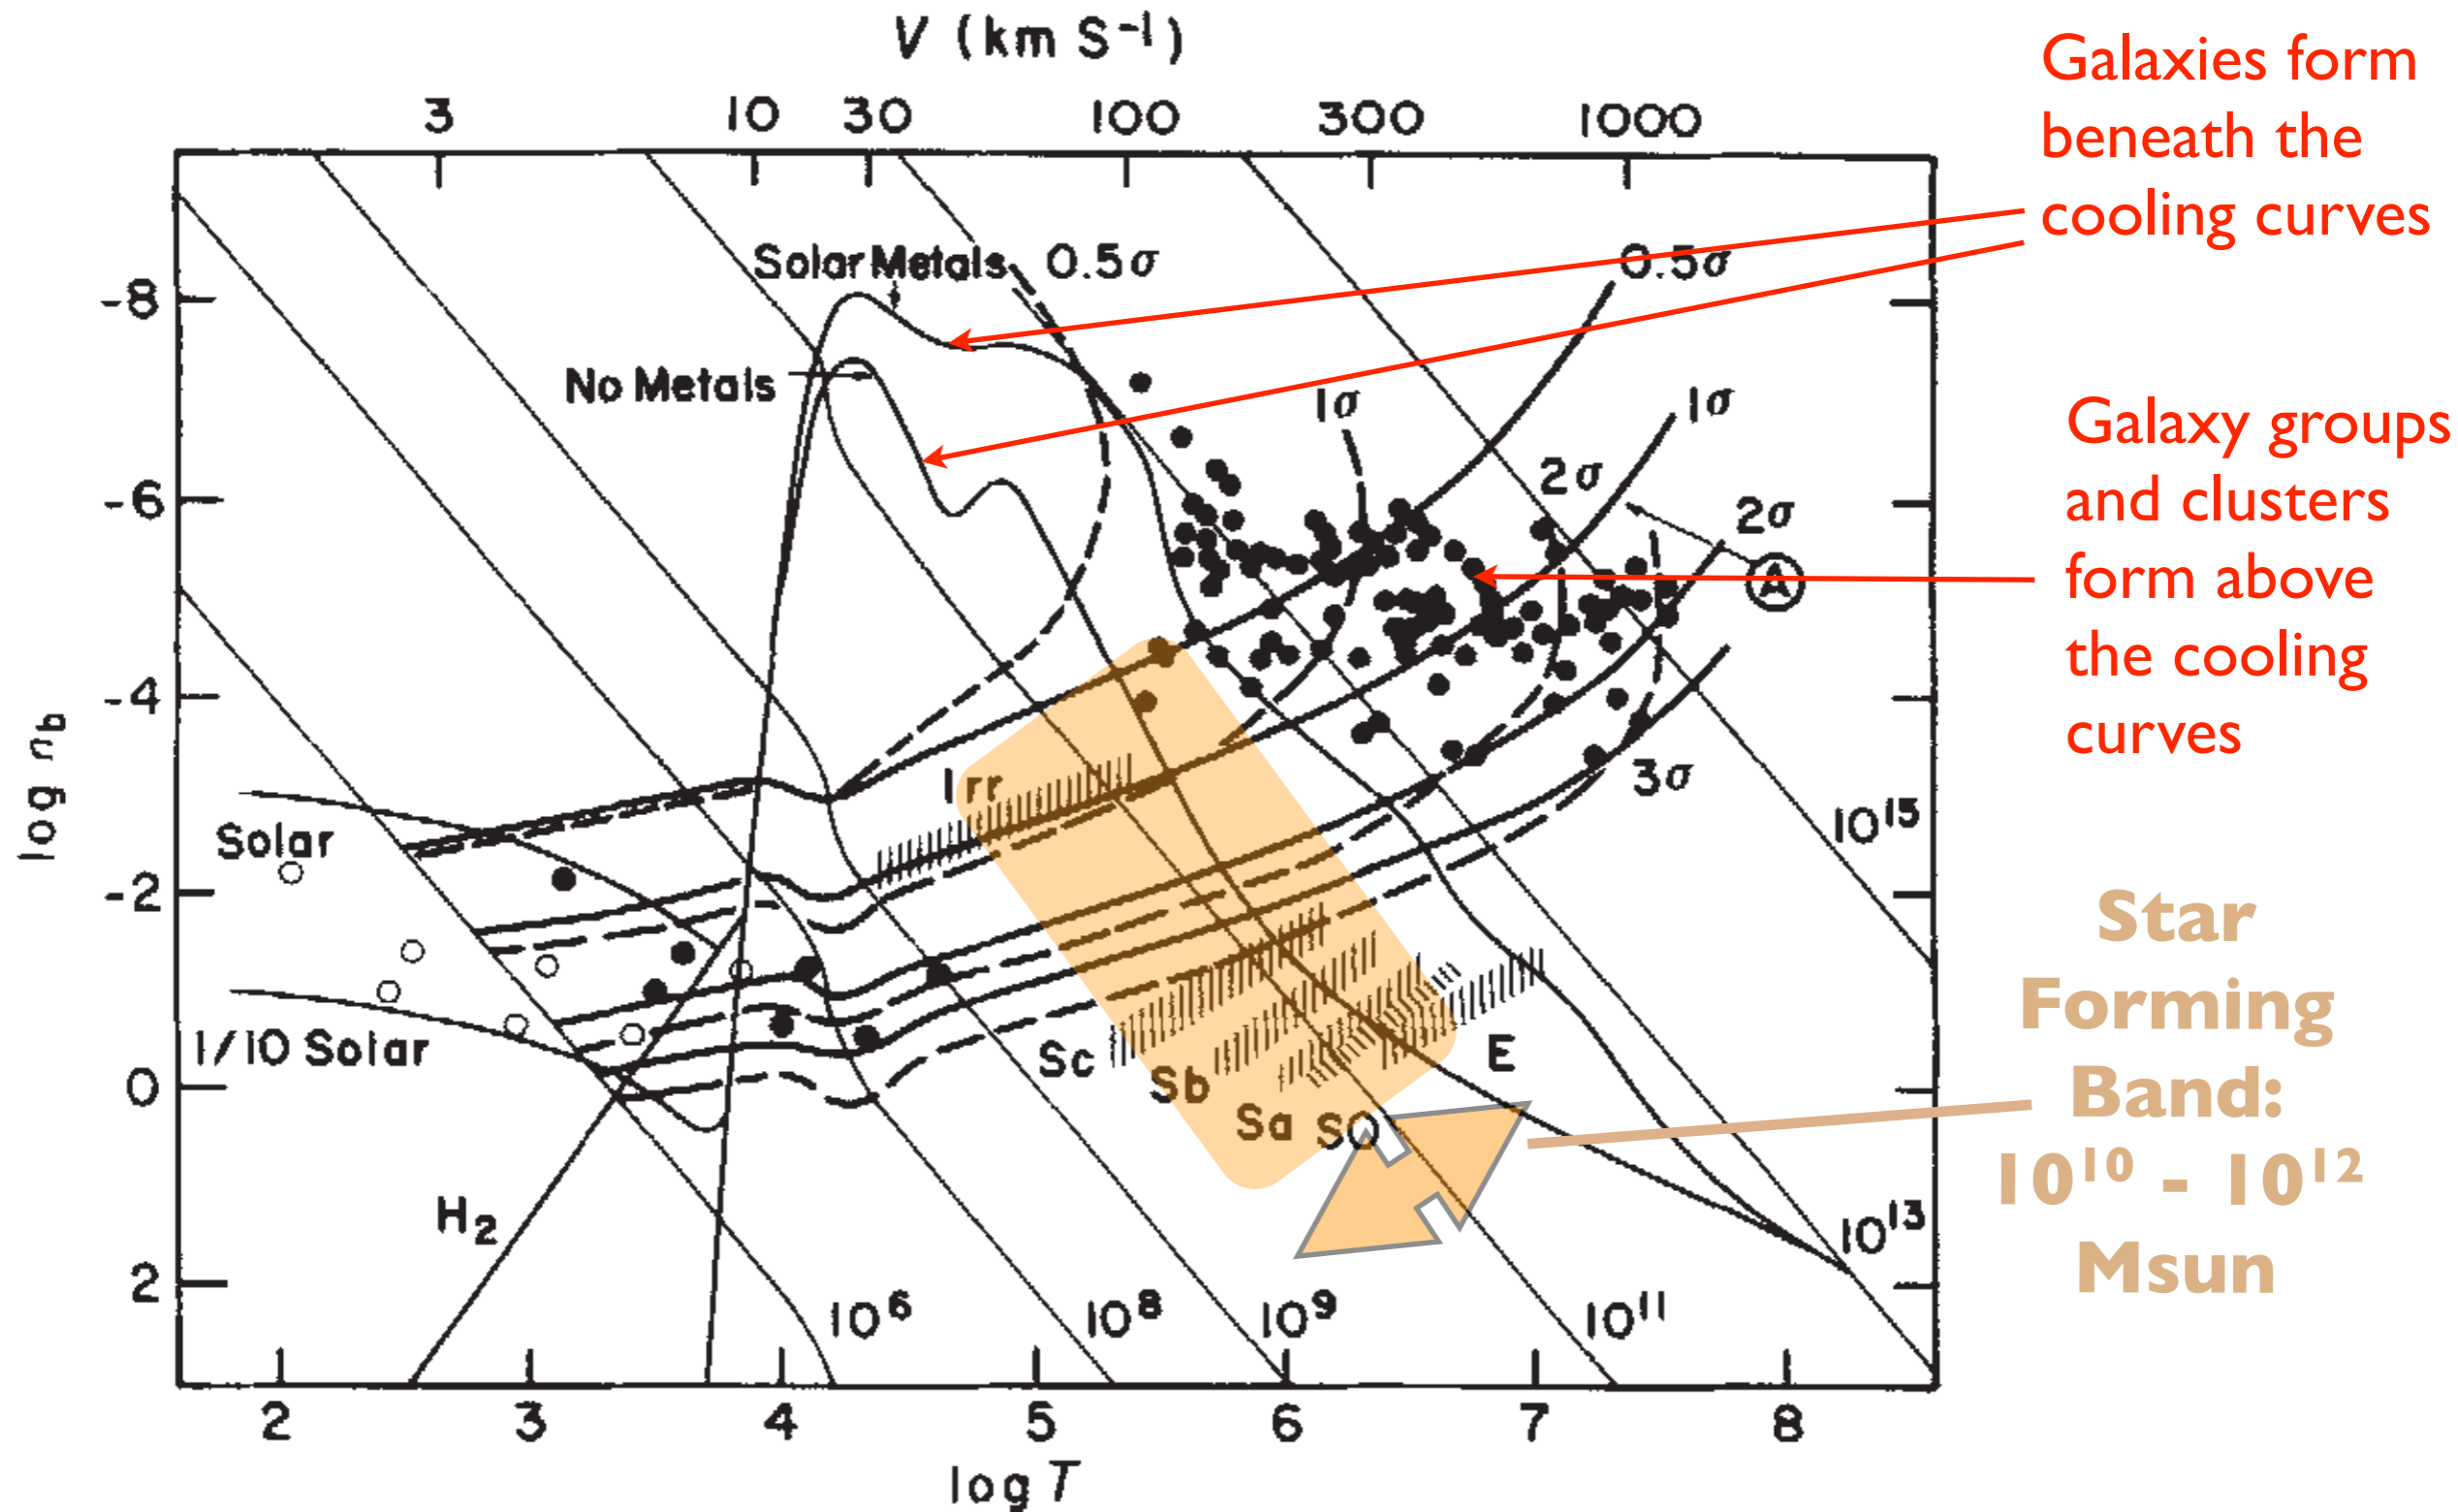 V (km S⁻¹)
3 10 30 100 300 1000
Galaxies form
beneath the
cooling curves
Solar Metals 0.5σ 0.5σ
-8
No Metals
1σ 1σ
Galaxy groups
and clusters
form above
the cooling
curves
2σ 2σ
-6
A
-4
log nb
Irr
3σ
Solar
10¹⁵
-2
Star
Forming
Band:
10¹⁰ - 10¹²
Msun
1/10 Solar
Sc
E
0
Sb
Sa SO
H₂
10¹³
2
10⁶ 10⁸ 10⁹ 10¹¹
2 3 4 5 6 7 8
log T